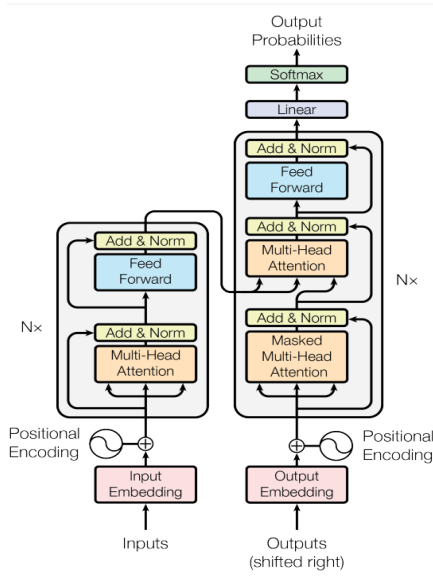 Output
Probabilities
Softmax
Linear
Add & Norm
Feed
Forward
Add & Norm
Multi-Head
Attention
Nx
Add & Norm
Masked
Multi-Head
Attention
Add & Norm
Feed
Forward
Nx
Add & Norm
Multi-Head
Attention
Positional
Encoding
Positional
Encoding
Input
Embedding
Output
Embedding
Inputs
Outputs
(shifted right)